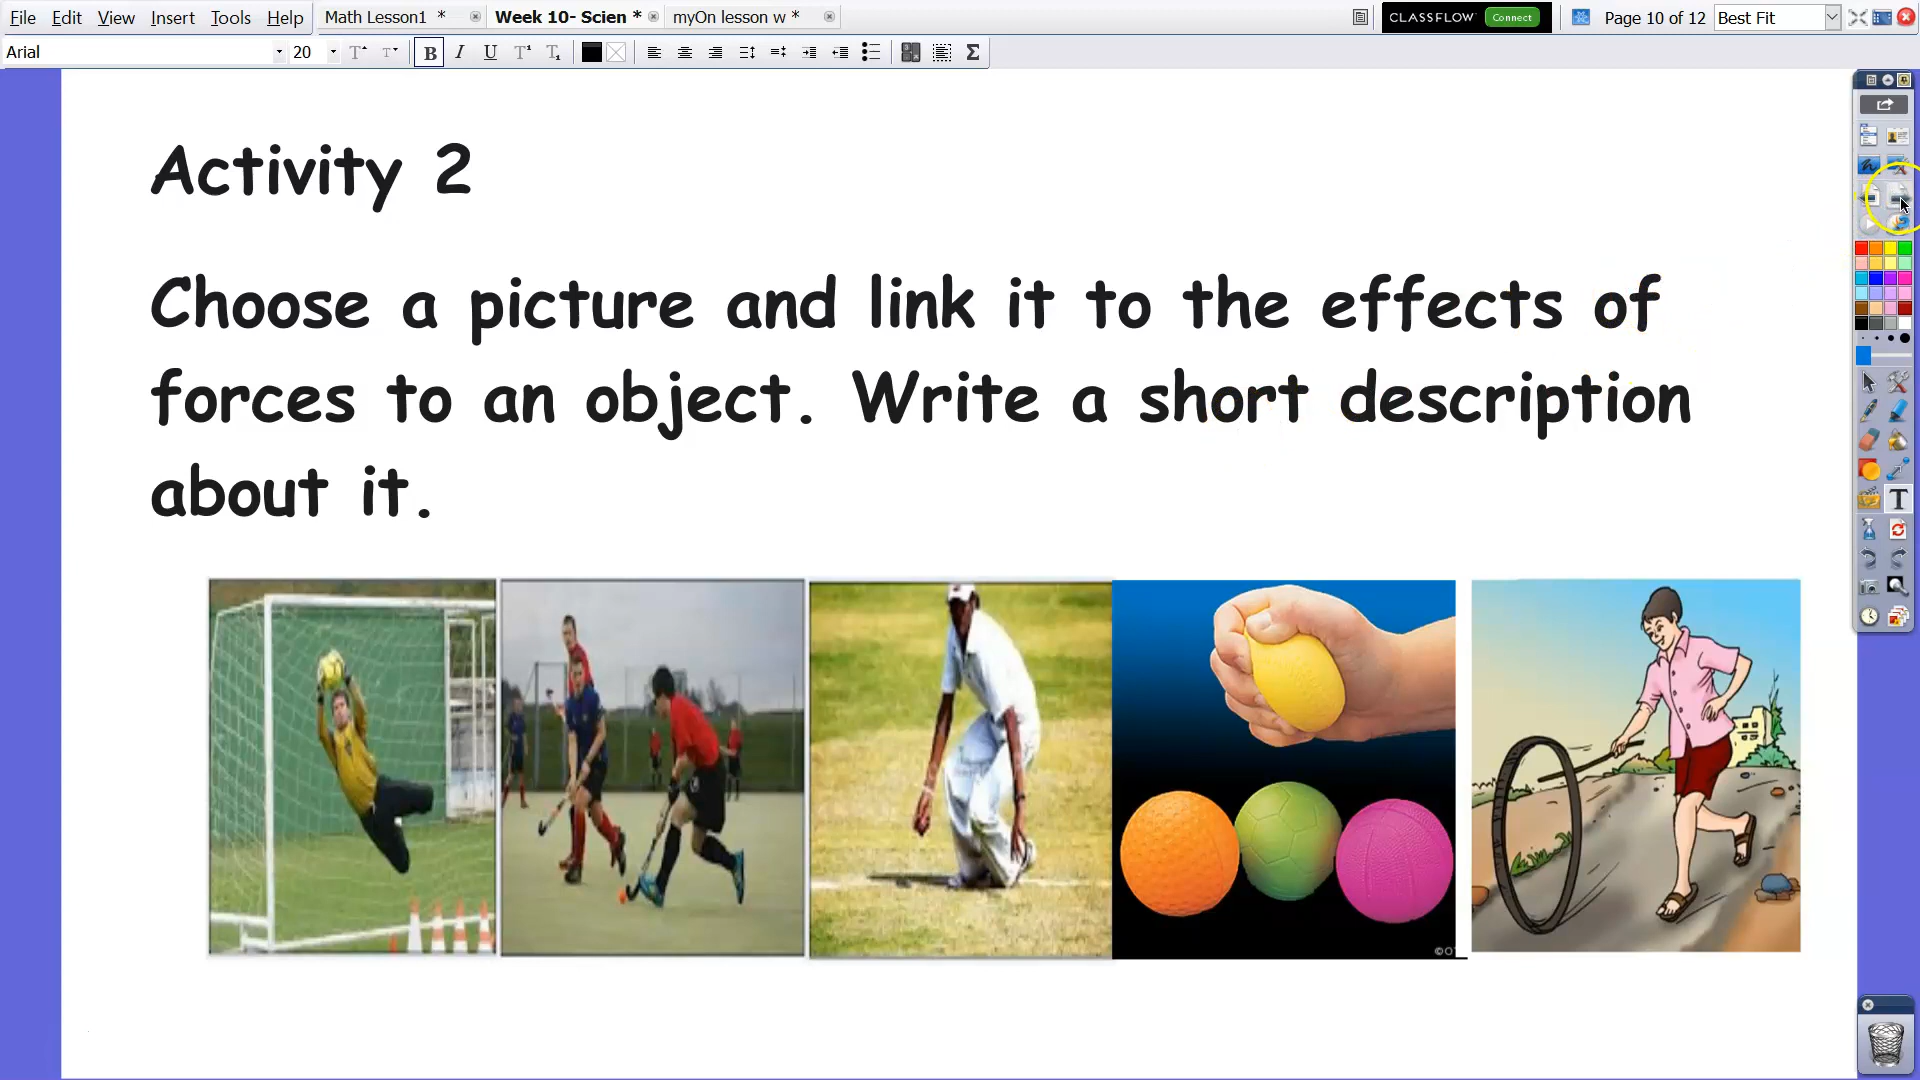 File Edit View Insert Tools Help
Math Lesson1 *
Week 10- Scien *
myOn lesson w *
CLASSFLOW Connect
Page 10 of 12
Best Fit
Arial
20
B I U T T
Activity 2
Choose a picture and link it to the effects of
forces to an object. Write a short description
about it.